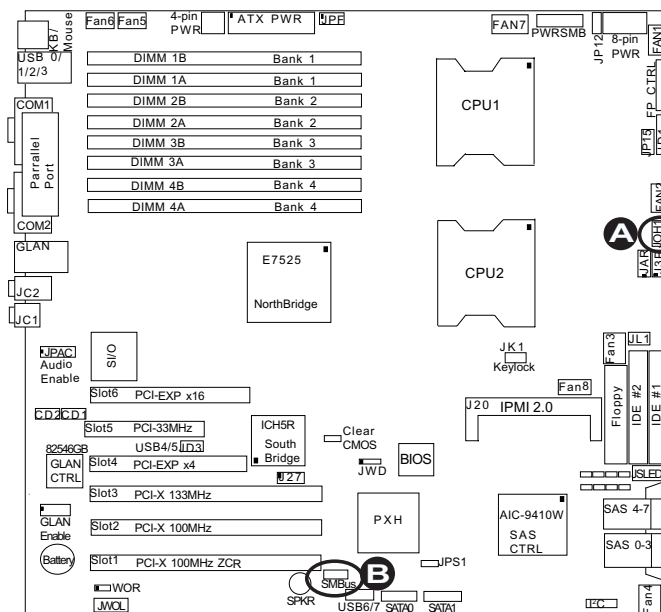 Fan6 Fan5
4-pin
PWR
ATX PWR
JPF
FAN7
PWRSMB
JP12
8-pin
PWR
FAN1
KB/
Mouse
USB 0/
1/2/3
DIMM 1B Bank 1
DIMM 1A Bank 1
DIMM 2B Bank 2
DIMM 2A Bank 2
DIMM 3B Bank 3
DIMM 3A Bank 3
DIMM 4B Bank 4
DIMM 4A Bank 4
CPU1
FP CTRL
JP15
COM1
Parrallel
Port
COM2
FAN2
A
JOH1
JAR
GLAN
E7525
NorthBridge
CPU2
JC2
JC1
JPAC
Audio
Enable
SI/O
JK1
Keylock
Fan3
JL1
Fan8
Slot6 PCI-EXP x16
J20 IPMI 2.0
Floppy
IDE #2
IDE #1
CD2 CD1
Slot5 PCI-33MHz
ICH5R
South
Bridge
Clear
CMOS
82546GB
GLAN
CTRL
USB4/5 JD3
Slot4 PCI-EXP x4
JWD
BIOS
J27
JSLED
Slot3 PCI-X 133MHz
GLAN
Enable
Slot2 PCI-X 100MHz
PXH
AIC-9410W
SAS
CTRL
SAS 4-7
SAS 0-3
Battery
Slot1 PCI-X 100MHz ZCR
JPS1
B
SMBus
WOR
JWOL
SPKR
USB6/7
SATA0
SATA1
I²C
Fan4